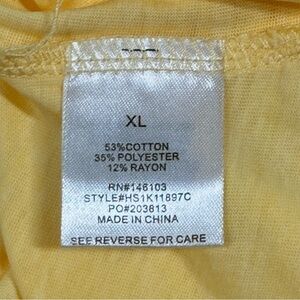 XL
53%COTTON
35% POLYESTER
12% RAYON
RN#146103
STYLE#HS1K11897C
PO#203813
MADE IN CHINA
SEE REVERSE FOR CARE